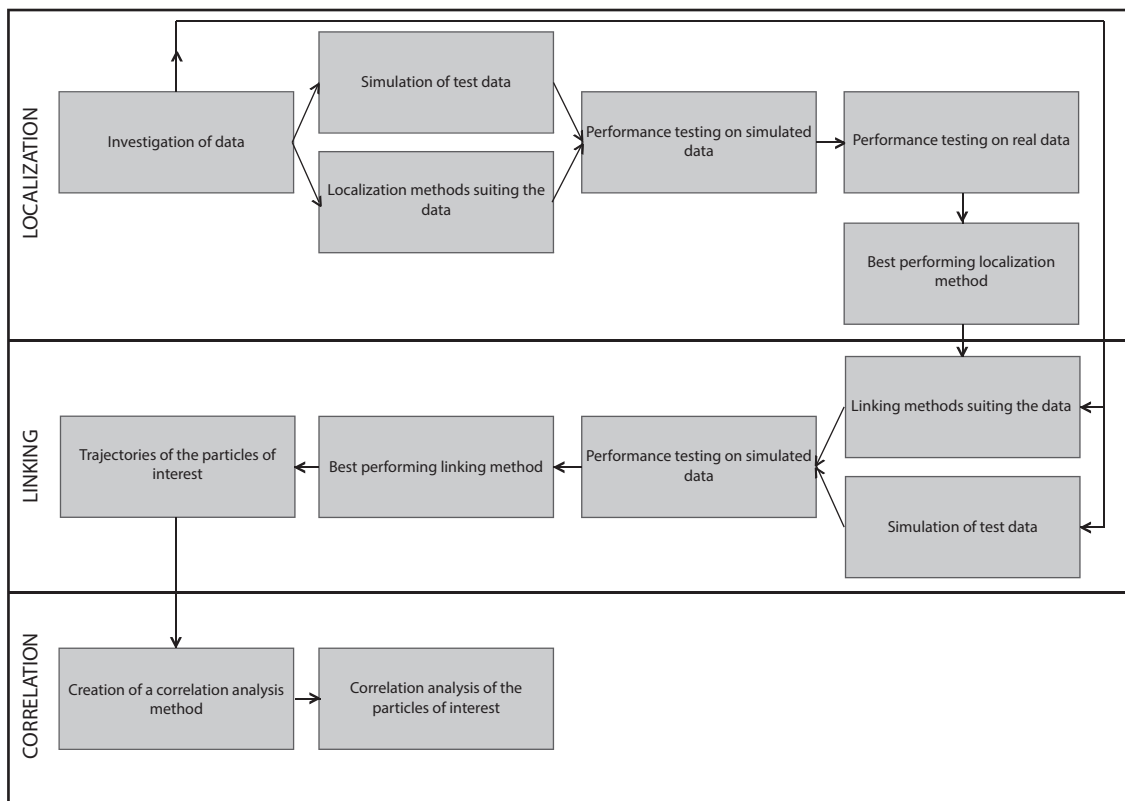 LOCALIZATION
Investigation of data
Simulation of test data
Localization methods suiting the
data
Performance testing on simulated
data
Performance testing on real data
Best performing localization
method
LINKING
Linking methods suiting the data
Simulation of test data
Performance testing on simulated
data
Best performing linking method
Trajectories of the particles of
interest
CORRELATION
Creation of a correlation analysis
method
Correlation analysis of the
particles of interest